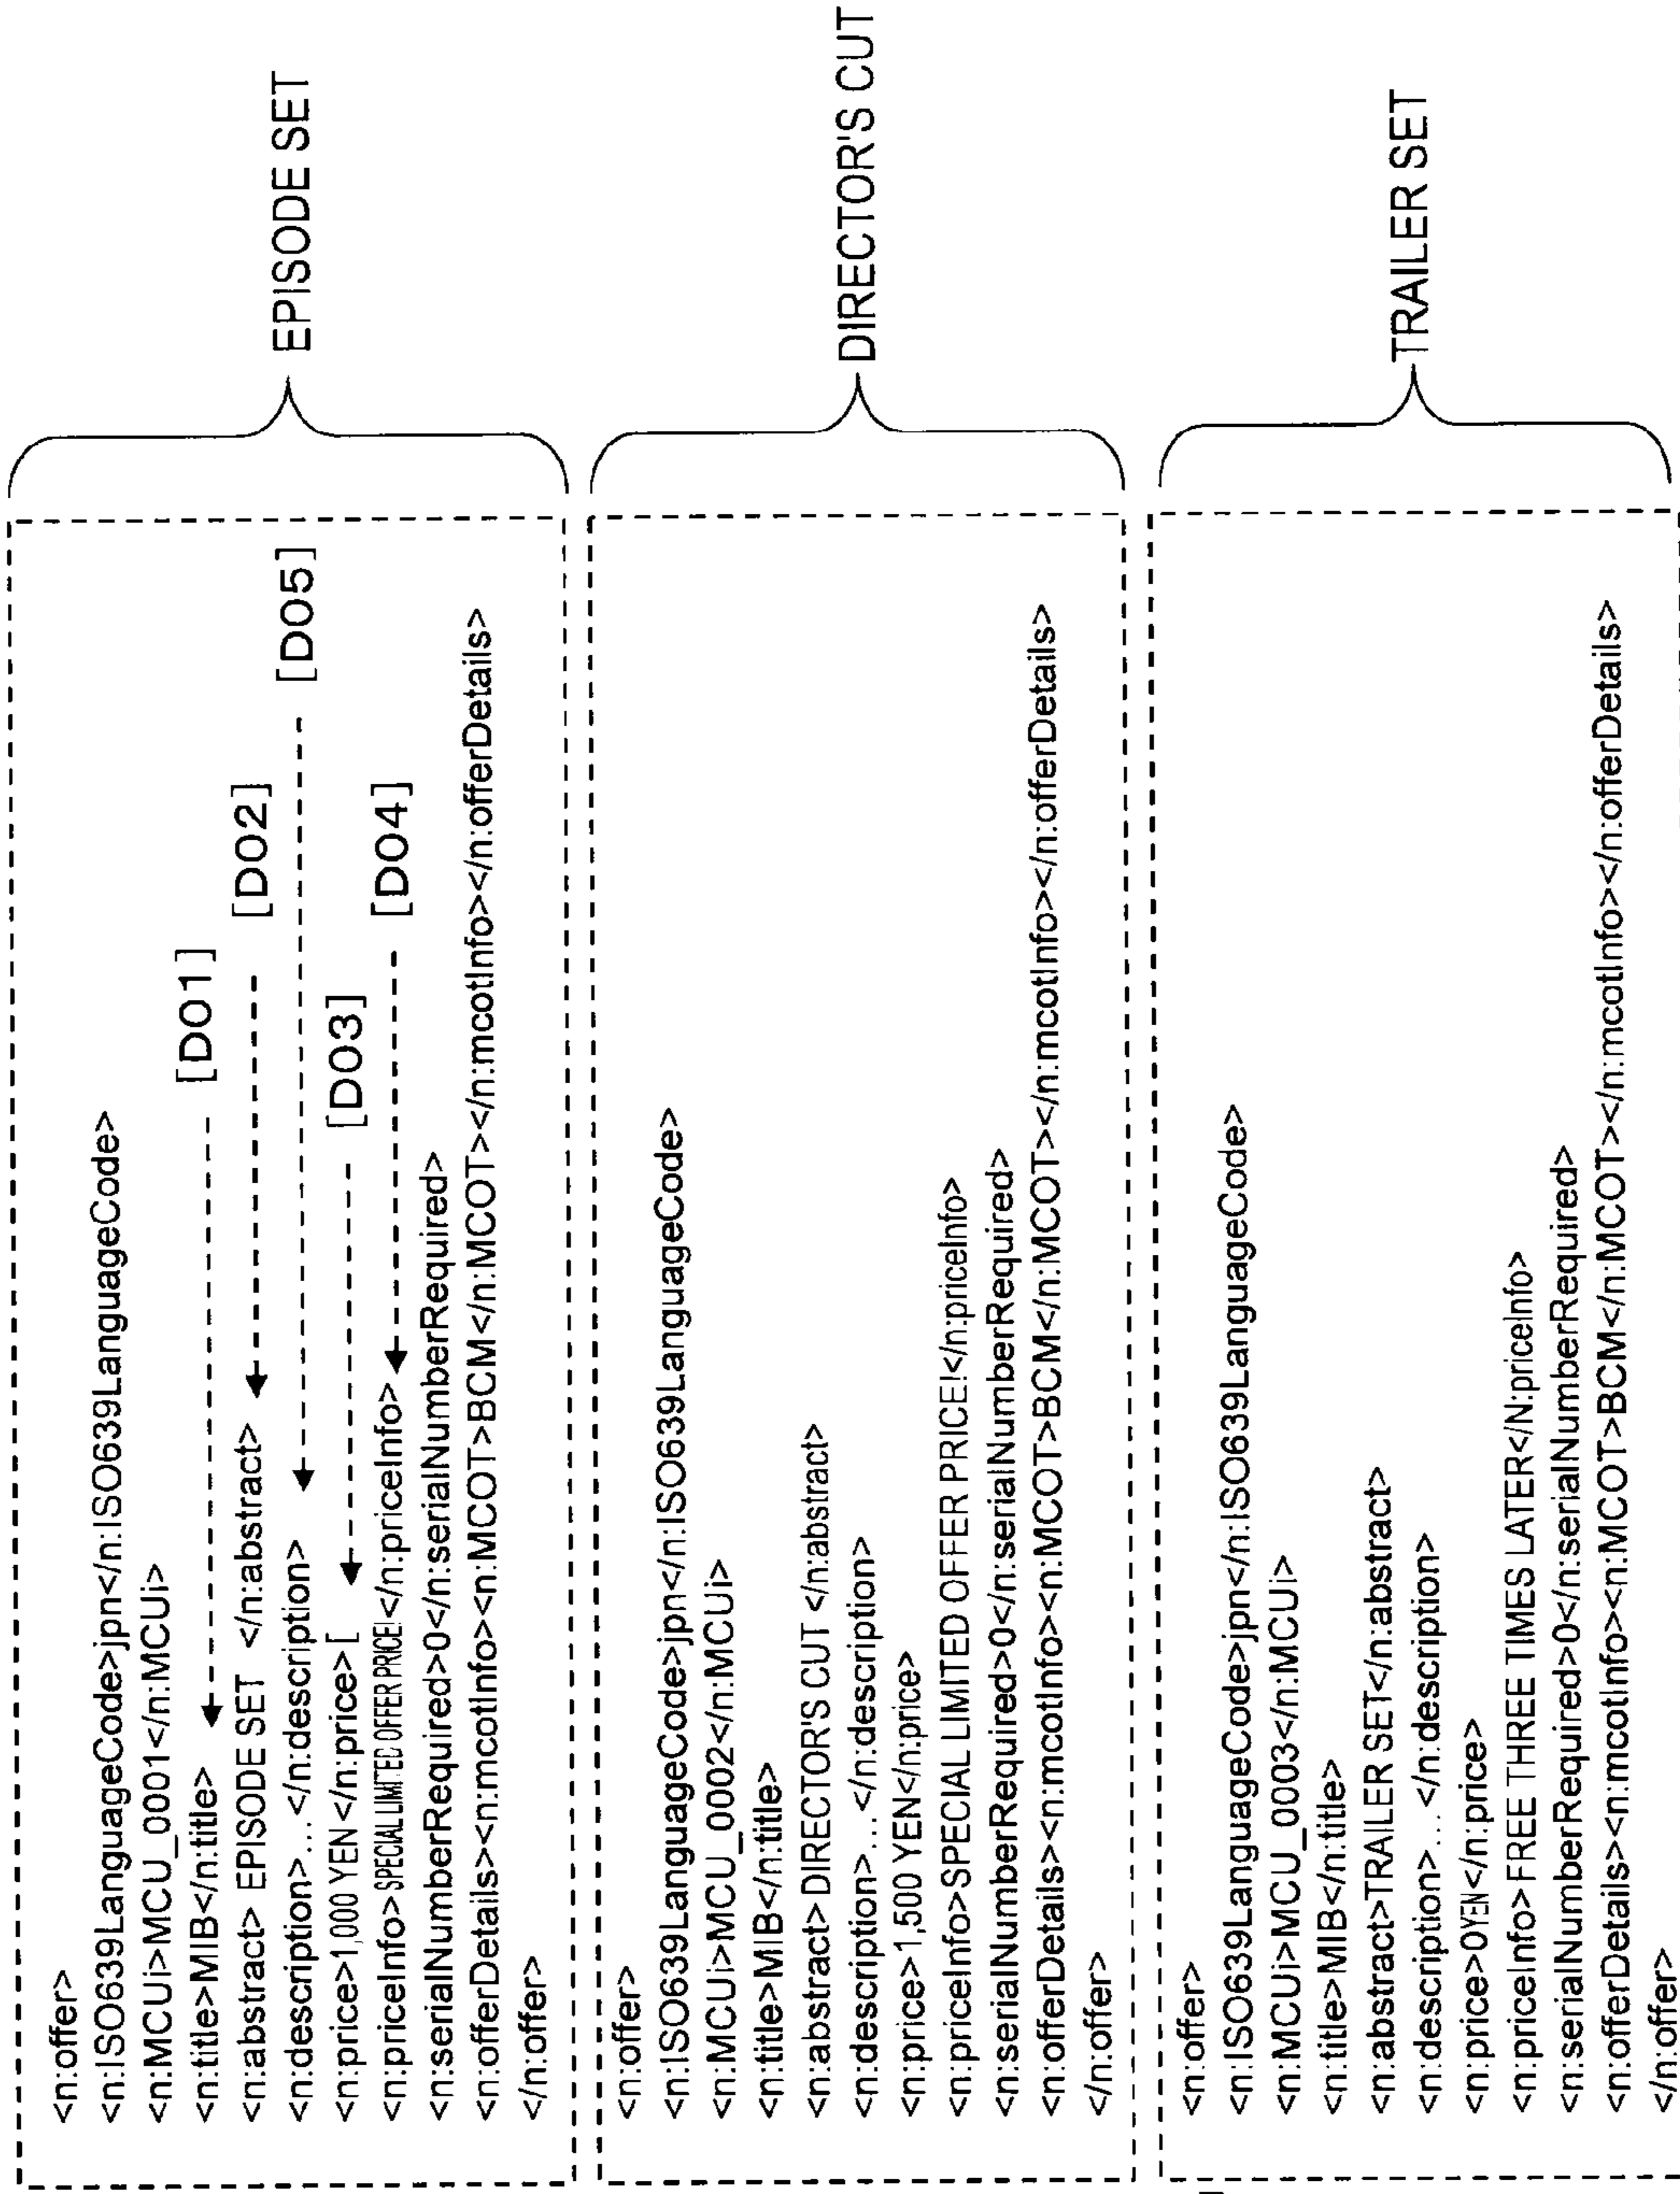 <n:offer>
<n:ISO639LanguageCode>jpn</n:ISO639LanguageCode>
<n:MCUi>MCU_0001</n:MCUi>
<n:title>MIB</n:title> [D01]
<n:abstract> EPISODE SET </n:abstract> [D02]
<n:description>... </n:description> [D05]
<n:price>1,000 YEN</n:price>[ [D03]
<n:priceInfo>SPECIAL LIMITED OFFER PRICE!</n:priceInfo> [D04]
<n:serialNumberRequired>0</n:serialNumberRequired>
<n:offerDetails><n:mcotInfo><n:MCOT>BCM</n:MCOT></n:mcotInfo></n:offerDetails>
</n:offer>
EPISODE SET
<n:offer>
<n:ISO639LanguageCode>jpn</n:ISO639LanguageCode>
<n:MCUi>MCU_0002</n:MCUi>
<n:title>MIB</n:title>
<n:abstract>DIRECTOR'S CUT </n:abstract>
<n:description>... </n:description>
<n:price>1,500 YEN</n:price>
<n:priceInfo>SPECIAL LIMITED OFFER PRICE!</n:priceInfo>
<n:serialNumberRequired>0</n:serialNumberRequired>
<n:offerDetails><n:mcotInfo><n:MCOT>BCM</n:MCOT></n:mcotInfo></n:offerDetails>
</n:offer>
DIRECTOR'S CUT
<n:offer>
<n:ISO639LanguageCode>jpn</n:ISO639LanguageCode>
<n:MCUi>MCU_0003</n:MCUi>
<n:title>MIB</n:title>
<n:abstract>TRAILER SET</n:abstract>
<n:description>... </n:description>
<n:price>0YEN</n:price>
<n:priceInfo>FREE THREE TIMES LATER</N:priceInfo>
<n:serialNumberRequired>0</n:serialNumberRequired>
<n:offerDetails><n:mcotInfo><n:MCOT>BCM</n:MCOT></n:mcotInfo></n:offerDetails>
</n:offer>
TRAILER SET